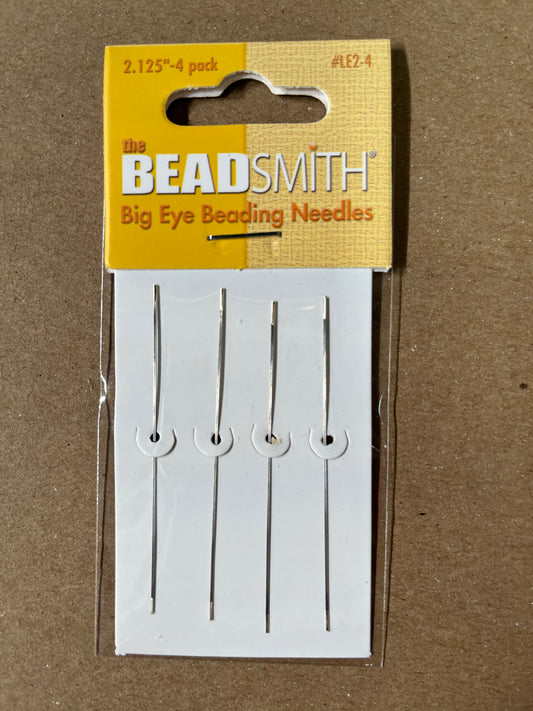 2.125"-4 pack #LE2-4
the
BEADSMITH®
Big Eye Beading Needles